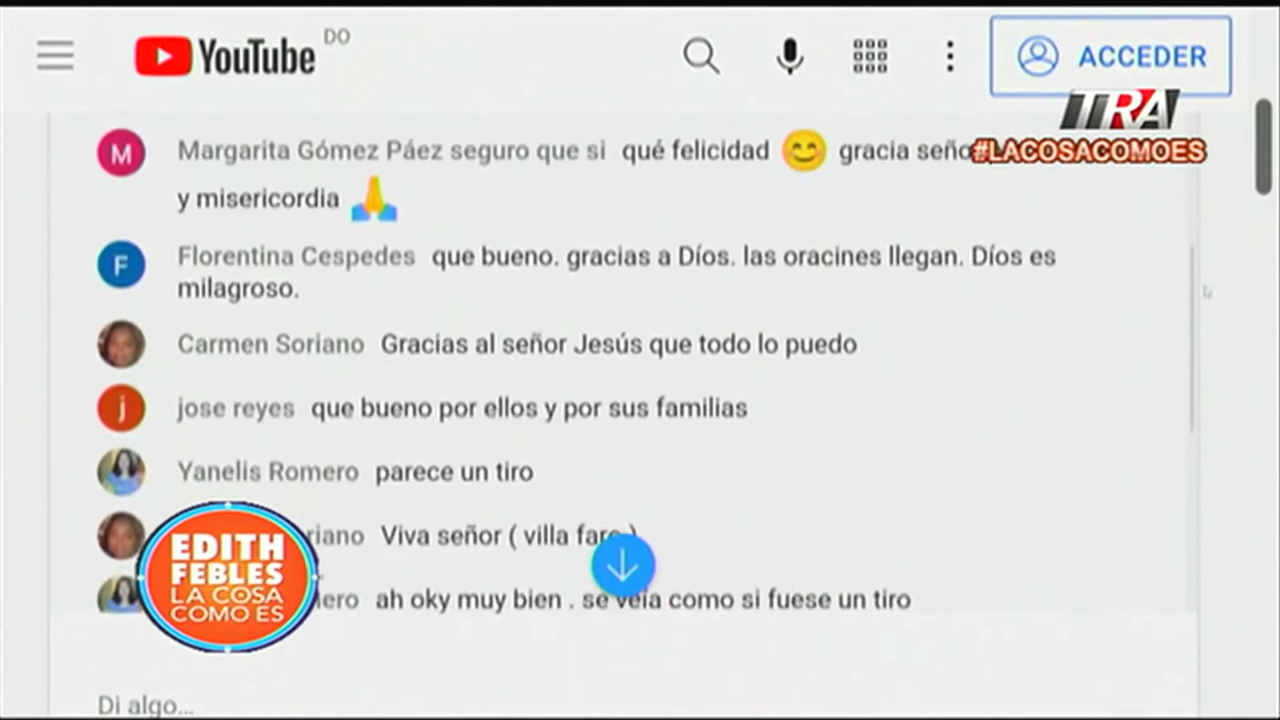 YouTube DO
ACCEDER
TRA
#LACOSACOMOES
M Margarita Gómez Páez seguro que si qué felicidad 😊 gracia seño
y misericordia 🙏
F Florentina Cespedes que bueno. gracias a Díos. las oracines llegan. Díos es
milagroso.
Carmen Soriano Gracias al señor Jesús que todo lo puedo
j jose reyes que bueno por ellos y por sus familias
Yanelis Romero parece un tiro
riano Viva señor ( villa faro )
ero ah oky muy bien . se veía como si fuese un tiro
EDITH
FEBLES
LA COSA
COMO ES
Di algo...